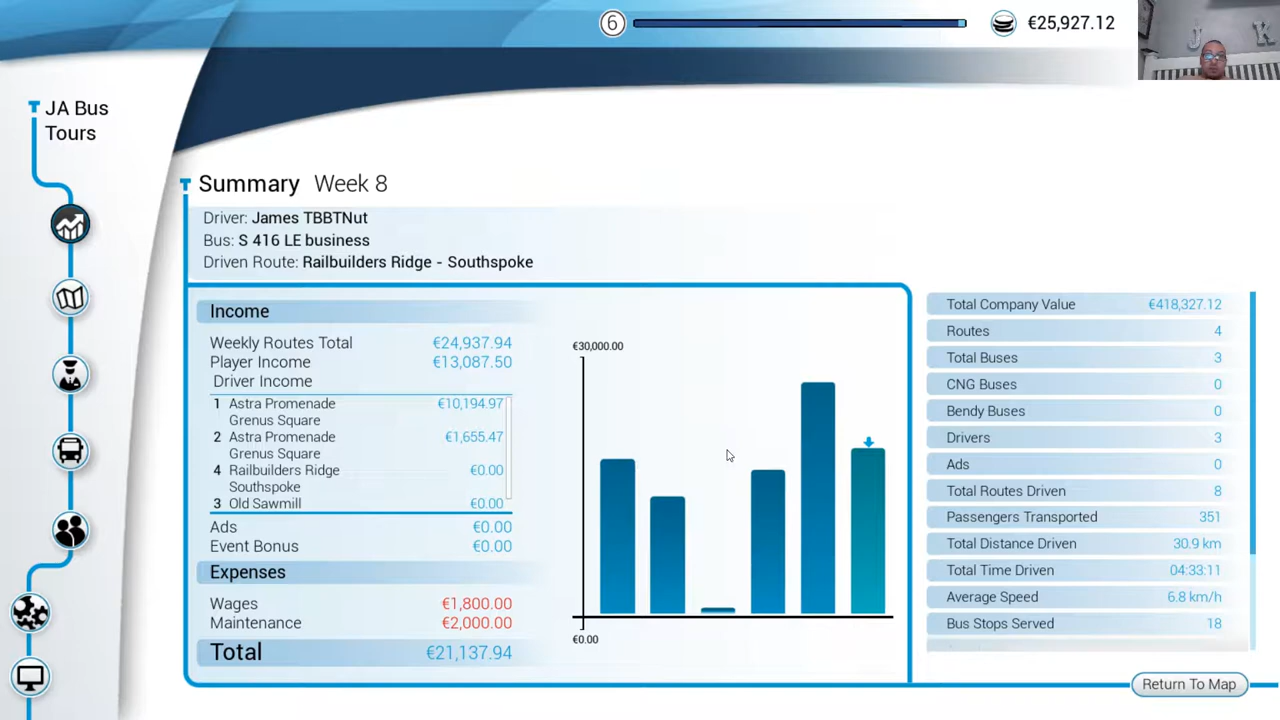 6
€25,927.12
J K
JA Bus
Tours
Summary Week 8
Driver: James TBBTNut
Bus: S 416 LE business
Driven Route: Railbuilders Ridge - Southspoke
Income
Weekly Routes Total €24,937.94
Player Income €13,087.50
Driver Income
1 Astra Promenade €10,194.97
Grenus Square
2 Astra Promenade €1,655.47
Grenus Square
4 Railbuilders Ridge €0.00
Southspoke
3 Old Sawmill €0.00
Ads €0.00
Event Bonus €0.00
Expenses
Wages €1,800.00
Maintenance €2,000.00
Total €21,137.94
€30,000.00
€0.00
Total Company Value €418,327.12
Routes 4
Total Buses 3
CNG Buses 0
Bendy Buses 0
Drivers 3
Ads 0
Total Routes Driven 8
Passengers Transported 351
Total Distance Driven 30.9 km
Total Time Driven 04:33:11
Average Speed 6.8 km/h
Bus Stops Served 18
Return To Map